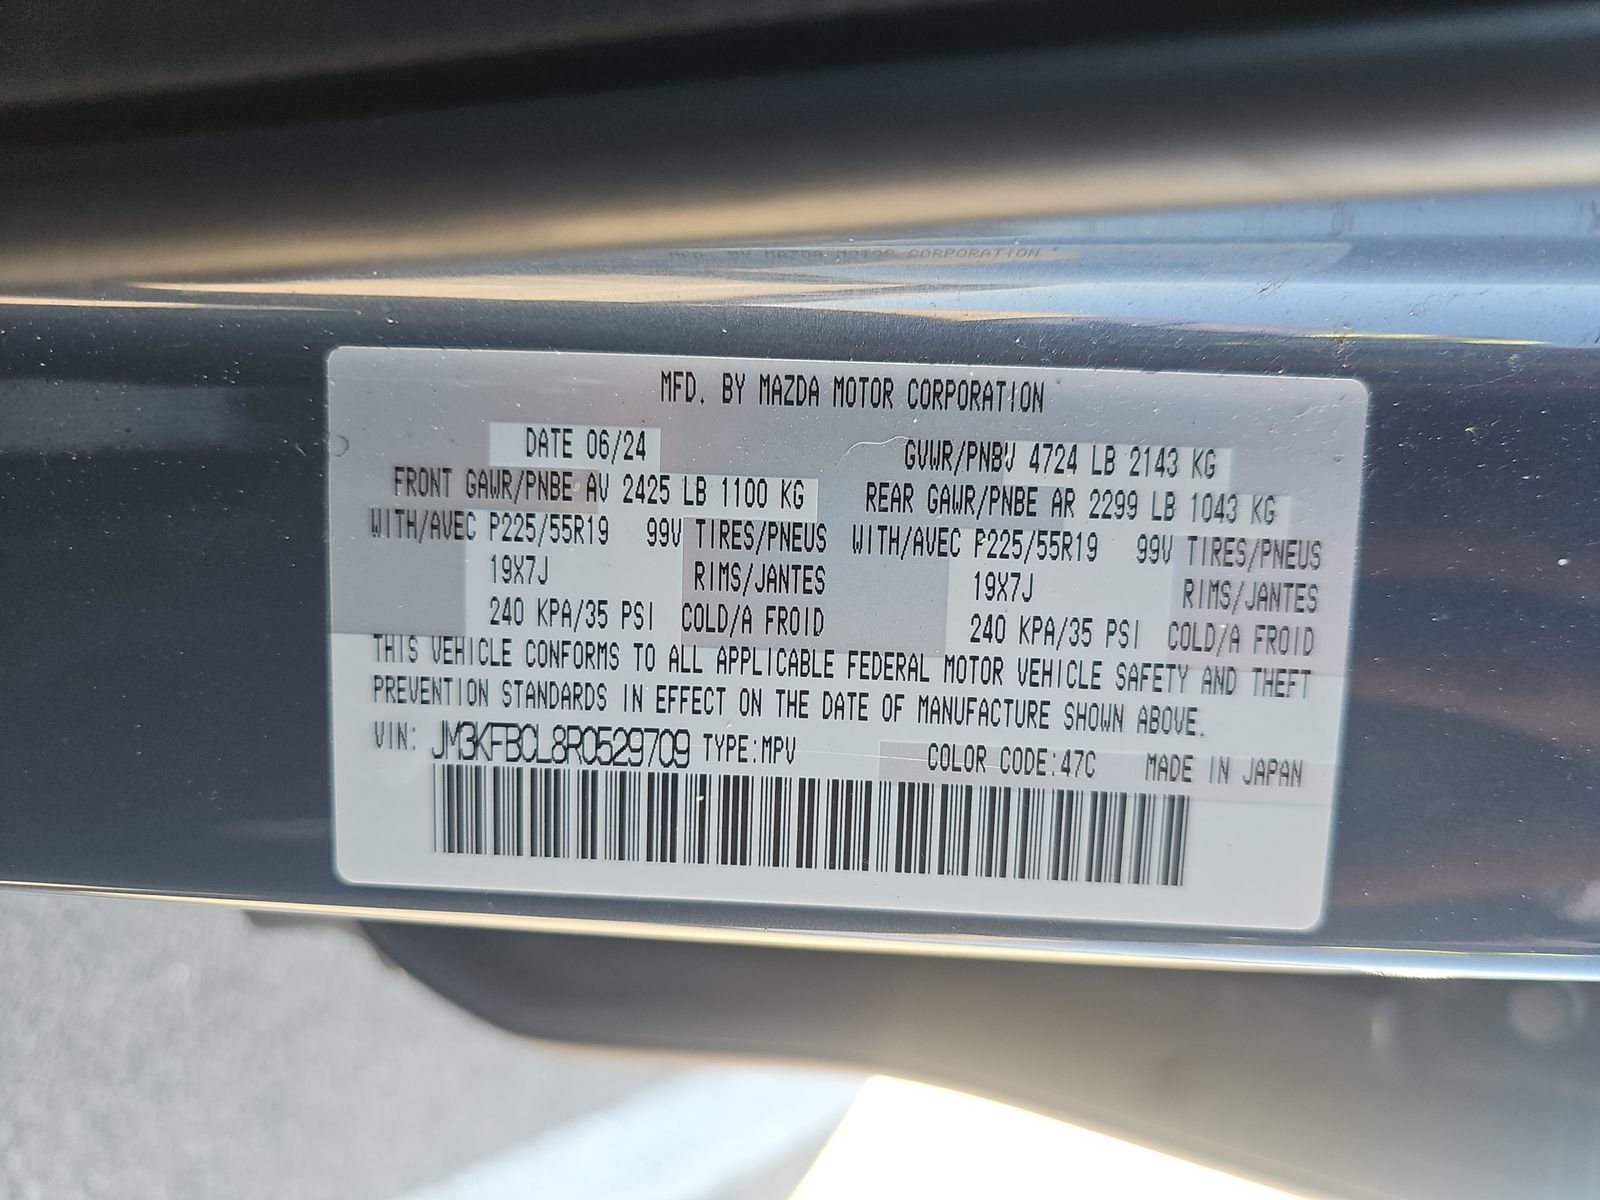 MFD. BY MAZDA MOTOR CORPORATION
MFD. BY MAZDA MOTOR CORPORATION
DATE 06/24 GVWR/PNBV 4724 LB 2143 KG
FRONT GAWR/PNBE AV 2425 LB 1100 KG REAR GAWR/PNBE AR 2299 LB 1043 KG
WITH/AVEC P225/55R19 99V TIRES/PNEUS WITH/AVEC P225/55R19 99V TIRES/PNEUS
19X7J RIMS/JANTES 19X7J RIMS/JANTES
240 KPA/35 PSI COLD/A FROID 240 KPA/35 PSI COLD/A FROID
THIS VEHICLE CONFORMS TO ALL APPLICABLE FEDERAL MOTOR VEHICLE SAFETY AND THEFT
PREVENTION STANDARDS IN EFFECT ON THE DATE OF MANUFACTURE SHOWN ABOVE.
VIN: JM3KFBCL8R0529709 TYPE:MPV COLOR CODE:47C MADE IN JAPAN